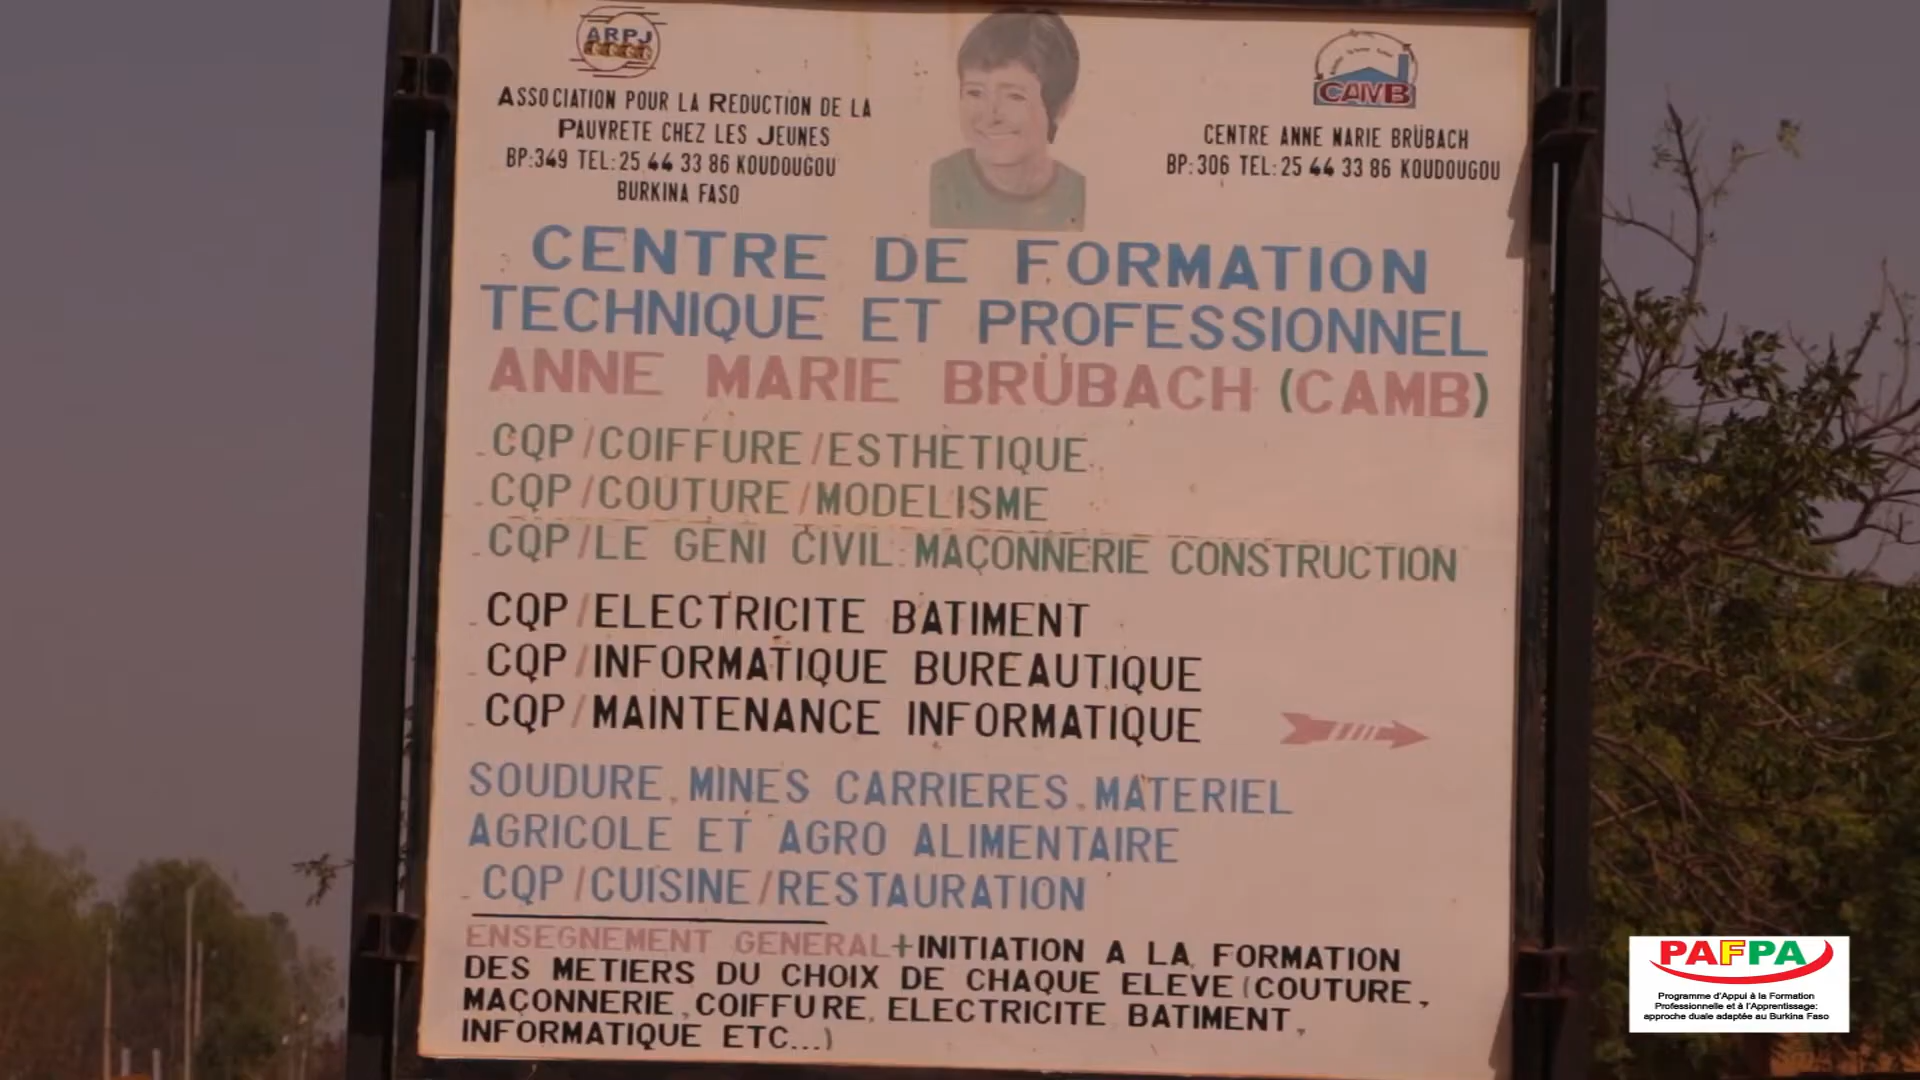 ARPJ
ASSOCIATION POUR LA REDUCTION DE LA
PAUVRETE CHEZ LES JEUNES
BP:349 TEL:25 44 33 86 KOUDOUGOU
BURKINA FASO
CAMB
CENTRE ANNE MARIE BRÜBACH
BP:306 TEL:25 44 33 86 KOUDOUGOU
CENTRE DE FORMATION
TECHNIQUE ET PROFESSIONNEL
ANNE MARIE BRÜBACH (CAMB)
- CQP/COIFFURE/ESTHETIQUE
- CQP/COUTURE/MODELISME
- CQP/LE GENI CIVIL: MAÇONNERIE CONSTRUCTION
- CQP/ELECTRICITE BATIMENT
- CQP/INFORMATIQUE BUREAUTIQUE
- CQP/MAINTENANCE INFORMATIQUE
SOUDURE, MINES CARRIERES, MATERIEL
AGRICOLE ET AGRO ALIMENTAIRE
- CQP/CUISINE/RESTAURATION
ENSEGNEMENT GENERAL+INITIATION A LA FORMATION
DES METIERS DU CHOIX DE CHAQUE ELEVE (COUTURE,
MAÇONNERIE, COIFFURE, ELECTRICITE BATIMENT,
INFORMATIQUE ETC...)
PAFPA
Programme d'Appui à la Formation
Professionnelle et à l'Apprentissage:
approche duale adaptée au Burkina Faso